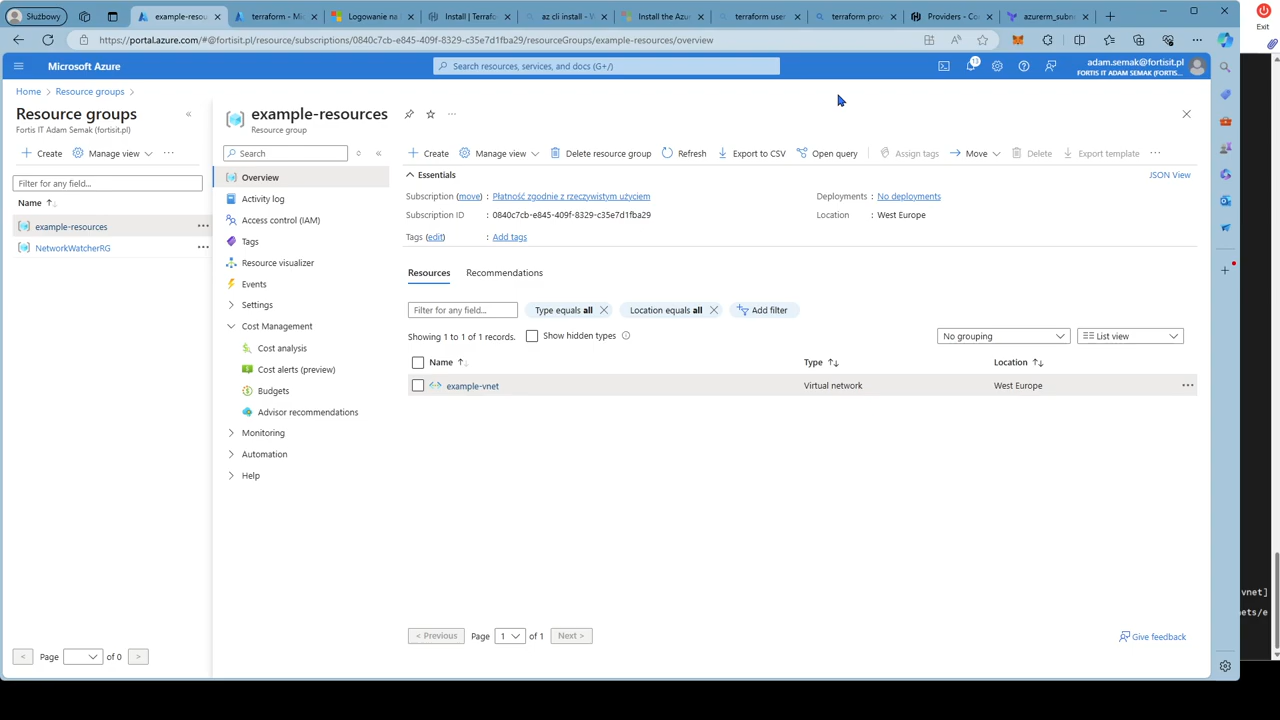 Służbowy
example-resou
terraform - Mic
Logowanie na s
Install | Terrafo
az cli install - W
Install the Azur
terraform user
terraform prov
Providers - Co
azurerm_subn
Exit
https://portal.azure.com/#@fortisit.pl/resource/subscriptions/0840c7cb-e845-409f-8329-c35e7d1fba29/resourceGroups/example-resources/overview
Microsoft Azure
Search resources, services, and docs (G+/)
13
adam.semak@fortisit.pl
FORTIS IT ADAM SEMAK (FORTIS...
Home > Resource groups >
Resource groups
Fortis IT Adam Semak (fortisit.pl)
Create
Manage view
Filter for any field...
Name
example-resources
NetworkWatcherRG
< Page of 0 >
example-resources
Resource group
Search
Overview
Activity log
Access control (IAM)
Tags
Resource visualizer
Events
Settings
Cost Management
Cost analysis
Cost alerts (preview)
Budgets
Advisor recommendations
Monitoring
Automation
Help
Create
Manage view
Delete resource group
Refresh
Export to CSV
Open query
Assign tags
Move
Delete
Export template
Essentials
JSON View
Subscription (move) : Płatność zgodnie z rzeczywistym użyciem
Deployments : No deployments
Subscription ID : 0840c7cb-e845-409f-8329-c35e7d1fba29
Location : West Europe
Tags (edit) : Add tags
Resources
Recommendations
Filter for any field...
Type equals all
Location equals all
Add filter
Showing 1 to 1 of 1 records.
Show hidden types
No grouping
List view
Name
Type
Location
example-vnet
Virtual network
West Europe
< Previous
Page 1 of 1
Next >
Give feedback
vnet]
nets/e